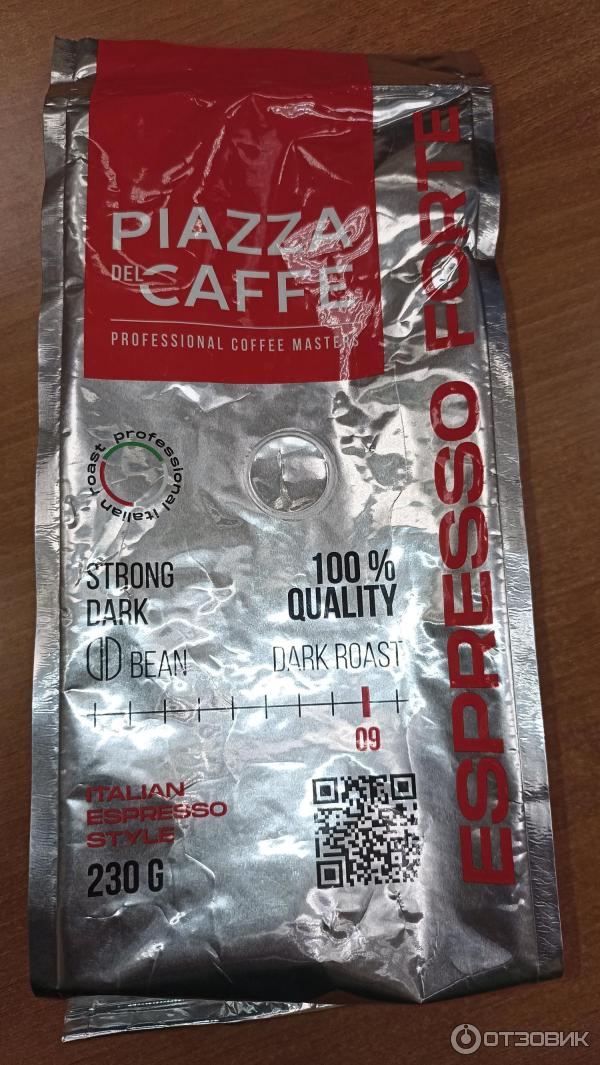 PIAZZA
DEL CAFFE
PROFESSIONAL COFFEE MASTERS
ESPRESSO FORTE
professional italian roast
STRONG
DARK
BEAN
100 %
QUALITY
DARK ROAST
09
ITALIAN
ESPRESSO
STYLE
230 G
ОТЗОВИК